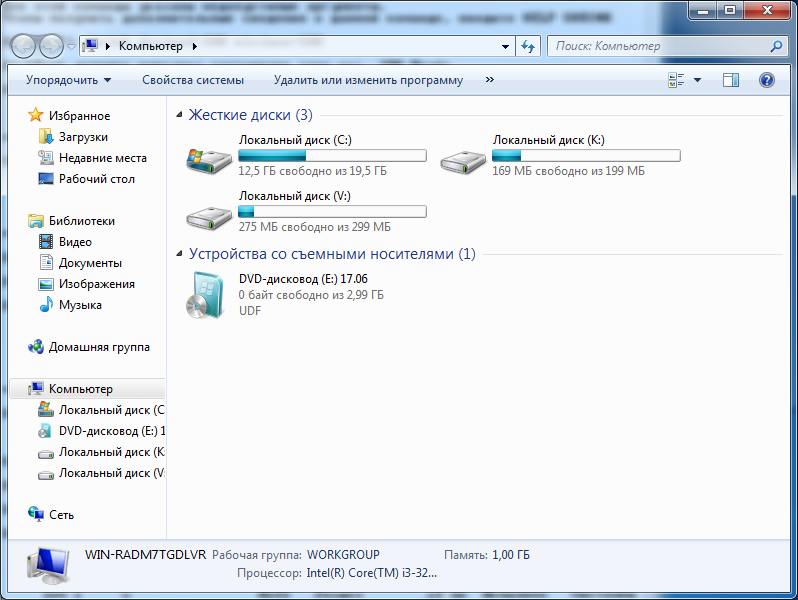 Компьютер
Поиск: Компьютер
Упорядочить
Свойства системы
Удалить или изменить программу
»
Избранное
Загрузки
Недавние места
Рабочий стол
Библиотеки
Видео
Документы
Изображения
Музыка
Домашняя группа
Компьютер
Локальный диск (C
DVD-дисковод (E:) 1
Локальный диск (K:
Локальный диск (V:
Сеть
Жесткие диски (3)
Локальный диск (C:)
12,5 ГБ свободно из 19,5 ГБ
Локальный диск (K:)
169 МБ свободно из 199 МБ
Локальный диск (V:)
275 МБ свободно из 299 МБ
Устройства со съемными носителями (1)
DVD-дисковод (E:) 17.06
0 байт свободно из 2,99 ГБ
UDF
WIN-RADM7TGDLVR Рабочая группа: WORKGROUP Память: 1,00 ГБ
Процессор: Intel(R) Core(TM) i3-32...